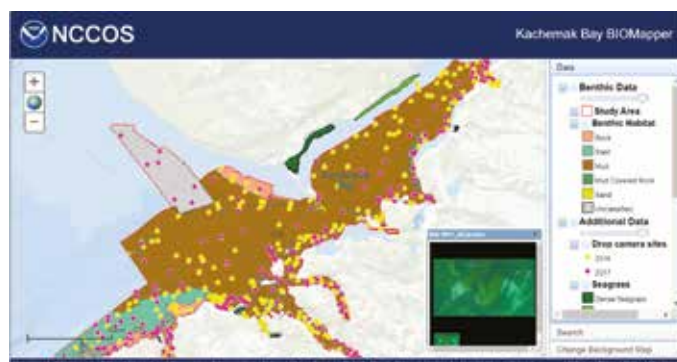 NCCOS
Kachemak Bay BIOMapper
Data
Benthic Data
Study Area
Benthic Habitat
Rock
Mud
Mud Covered Rock
Sand
Unclassified
Additional Data
Drop camera sites
2017
Seagrass
Dense Seagrass
Search
Change Background Map